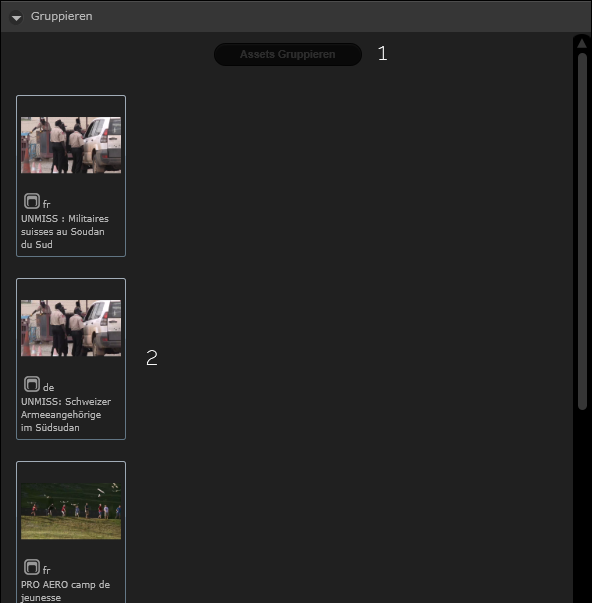 Gruppieren
Assets Gruppieren
1
fr
UNMISS : Militaires
suisses au Soudan
du Sud
2
de
UNMISS: Schweizer
Armeeangehörige
im Südsudan
fr
PRO AERO camp de
jeunesse